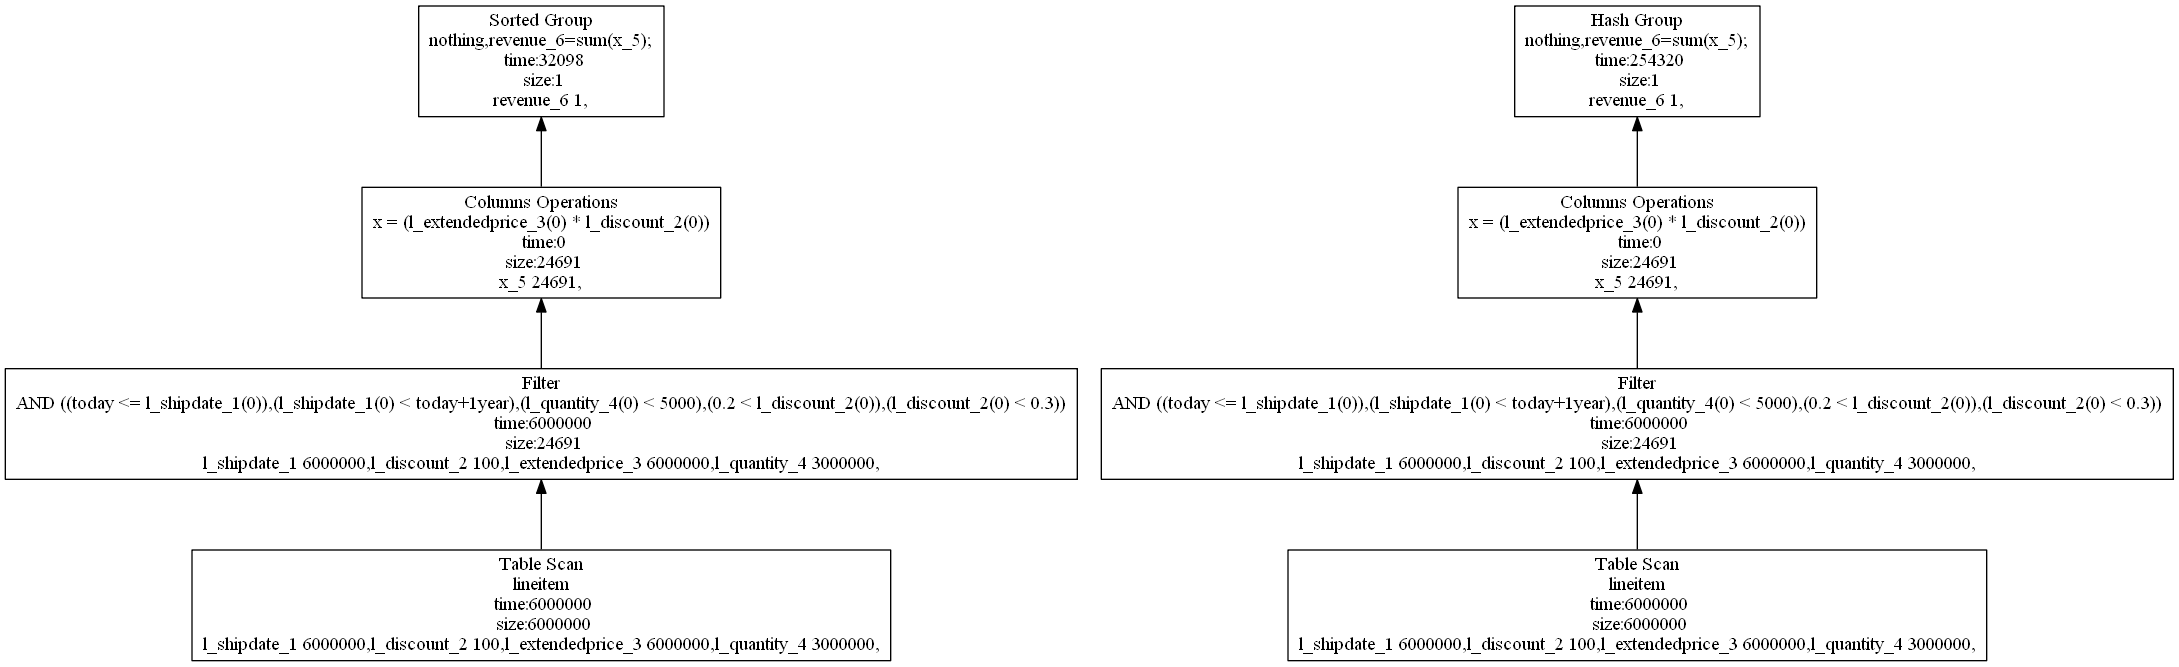 Sorted Group
nothing,revenue_6=sum(x_5);
time:32098
size:1
revenue_6 1,
Columns Operations
x = (l_extendedprice_3(0) * l_discount_2(0))
time:0
size:24691
x_5 24691,
Filter
AND ((today <= l_shipdate_1(0)),(l_shipdate_1(0) < today+1year),(l_quantity_4(0) < 5000),(0.2 < l_discount_2(0)),(l_discount_2(0) < 0.3))
time:6000000
size:24691
l_shipdate_1 6000000,l_discount_2 100,l_extendedprice_3 6000000,l_quantity_4 3000000,
Table Scan
lineitem
time:6000000
size:6000000
l_shipdate_1 6000000,l_discount_2 100,l_extendedprice_3 6000000,l_quantity_4 3000000,
Hash Group
nothing,revenue_6=sum(x_5);
time:254320
size:1
revenue_6 1,
Columns Operations
x = (l_extendedprice_3(0) * l_discount_2(0))
time:0
size:24691
x_5 24691,
Filter
AND ((today <= l_shipdate_1(0)),(l_shipdate_1(0) < today+1year),(l_quantity_4(0) < 5000),(0.2 < l_discount_2(0)),(l_discount_2(0) < 0.3))
time:6000000
size:24691
l_shipdate_1 6000000,l_discount_2 100,l_extendedprice_3 6000000,l_quantity_4 3000000,
Table Scan
lineitem
time:6000000
size:6000000
l_shipdate_1 6000000,l_discount_2 100,l_extendedprice_3 6000000,l_quantity_4 3000000,